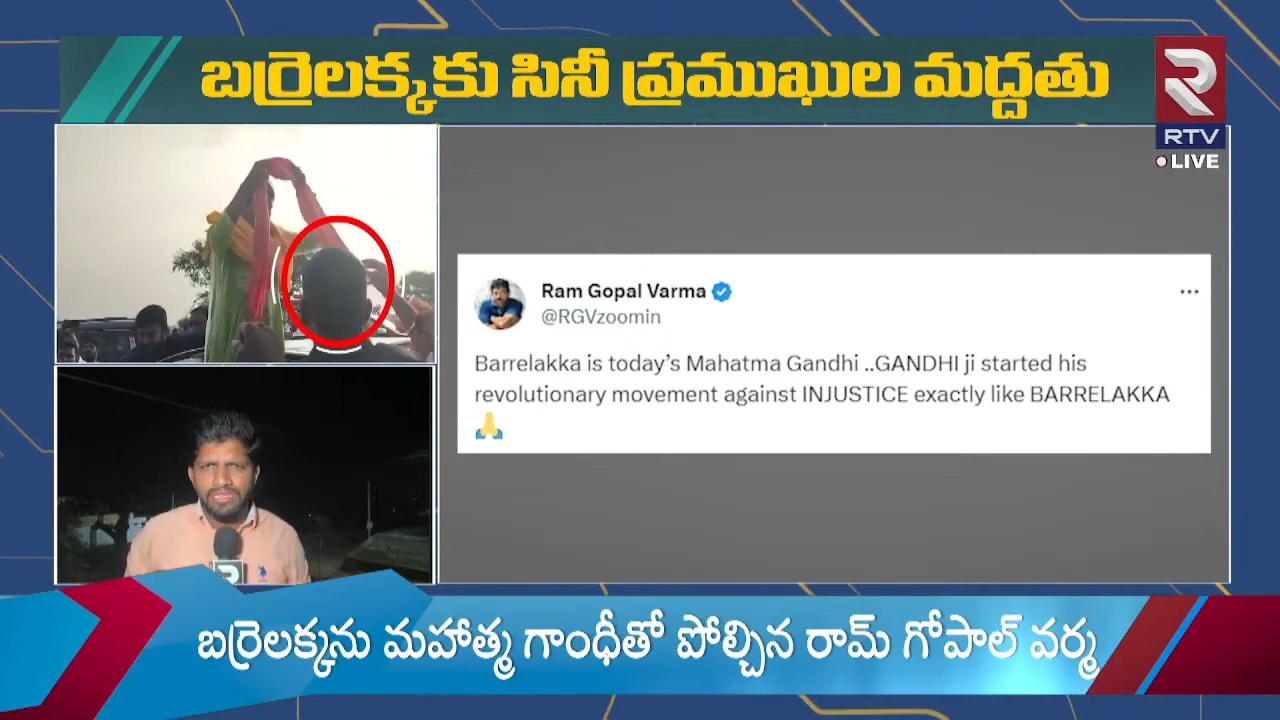 బర్రెలక్కకు సినీ ప్రముఖుల మద్దతు
R
RTV
LIVE
Ram Gopal Varma
@RGVzoomin
Barrelakka is today’s Mahatma Gandhi ..GANDHI ji started his
revolutionary movement against INJUSTICE exactly like BARRELAKKA
🙏
బర్రెలక్కను మహాత్మ గాంధీతో పోల్చిన రామ్ గోపాల్ వర్మ